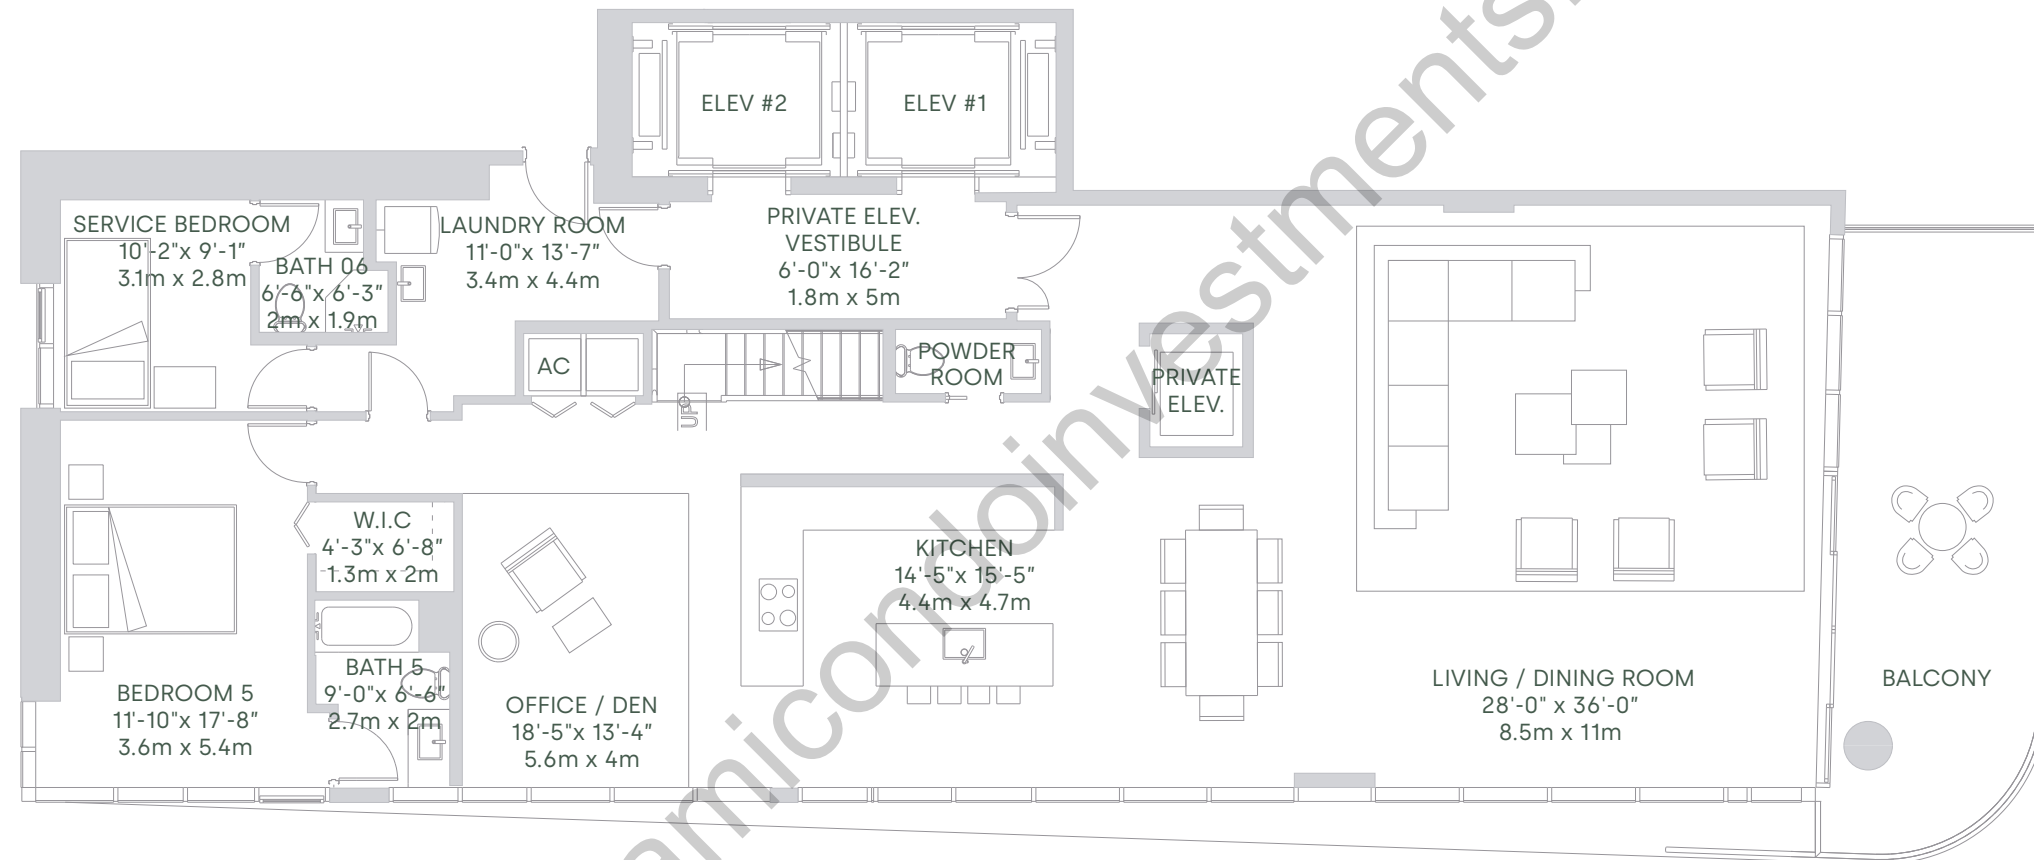 ELEV #2
ELEV #1
SERVICE BEDROOM
10'-2"x 9'-1"
3.1m x 2.8m
BATH 06
6'-6"x 6'-3"
2m x 1.9m
LAUNDRY ROOM
11'-0"x 13'-7"
3.4m x 4.4m
PRIVATE ELEV.
VESTIBULE
6'-0"x 16'-2"
1.8m x 5m
AC
UP
POWDER
ROOM
PRIVATE
ELEV.
W.I.C
4'-3"x 6'-8"
1.3m x 2m
KITCHEN
14'-5"x 15'-5"
4.4m x 4.7m
BEDROOM 5
11'-10"x 17'-8"
3.6m x 5.4m
BATH 5
9'-0"x 6'-6"
2.7m x 2m
OFFICE / DEN
18'-5"x 13'-4"
5.6m x 4m
LIVING / DINING ROOM
28'-0" x 36'-0"
8.5m x 11m
BALCONY
amicondoinvestments.